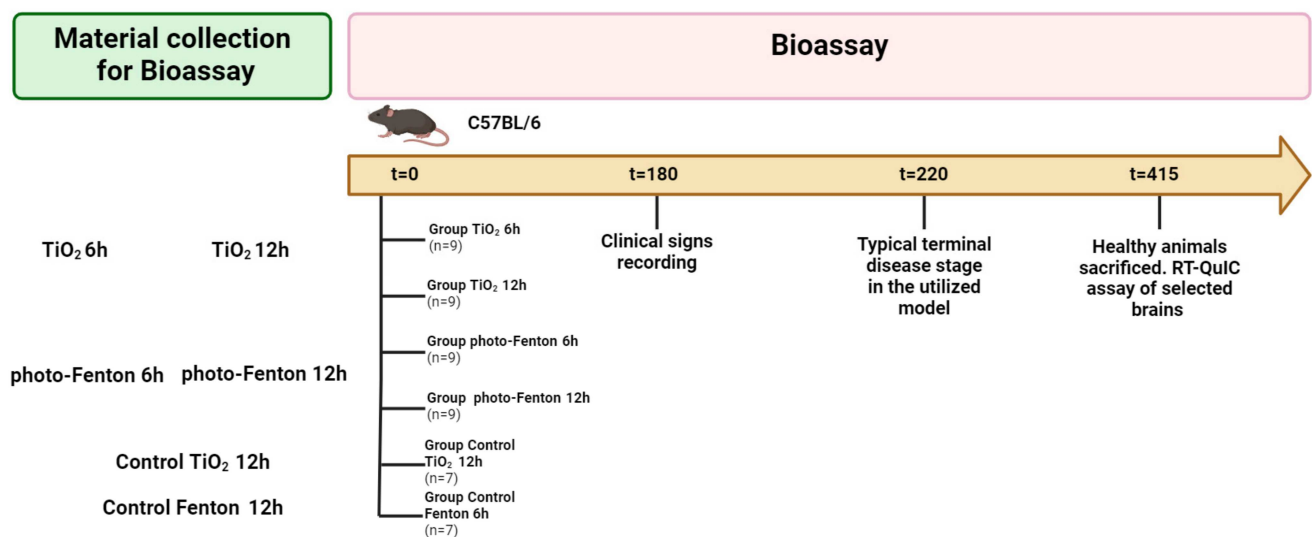 Material collection
for Bioassay
Bioassay
C57BL/6
t=0
t=180
t=220
t=415
TiO₂ 6h
TiO₂ 12h
photo-Fenton 6h
photo-Fenton 12h
Control TiO₂ 12h
Control Fenton 12h
Group TiO₂ 6h
(n=9)
Group TiO₂ 12h
(n=9)
Group photo-Fenton 6h
(n=9)
Group photo-Fenton 12h
(n=9)
Group Control
TiO₂ 12h
(n=7)
Group Control
Fenton 6h
(n=7)
Clinical signs
recording
Typical terminal
disease stage
in the utilized
model
Healthy animals
sacrificed. RT-QuIC
assay of selected
brains